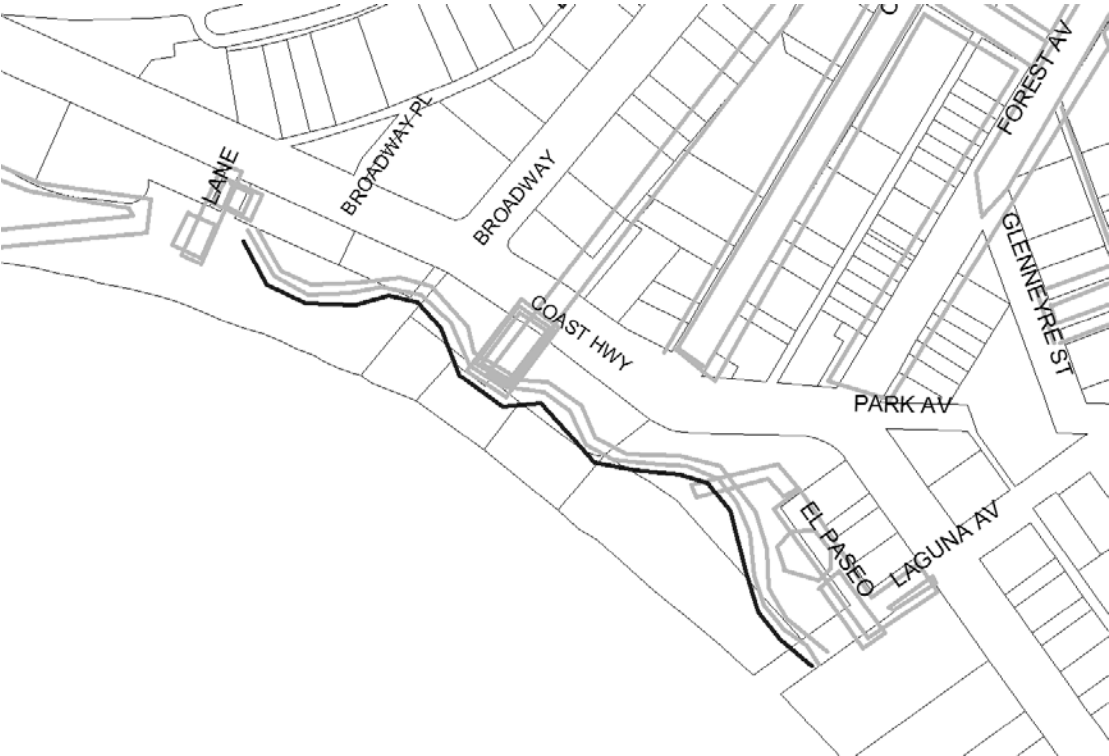 FOREST AV
LANE
BROADWAY PL
BROADWAY
GLENNEYRE ST
COAST HWY
PARK AV
EL PASEO
LAGUNA AV